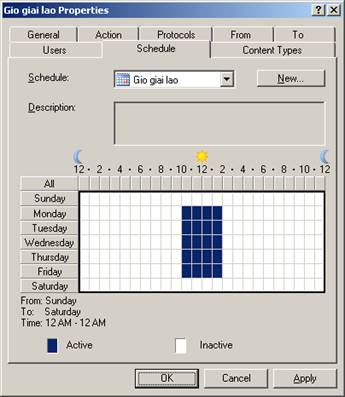 Gio giai lao Properties
General Action Protocols From To
Users Schedule Content Types
Schedule: Gio giai lao New...
Description:
12 · 2 · 4 · 6 · 8 · 10 · 12 · 2 · 4 · 6 · 8 · 10 · 12
All
Sunday
Monday
Tuesday
Wednesday
Thursday
Friday
Saturday
From: Sunday
To: Saturday
Time: 12 AM - 12 AM
Active Inactive
OK Cancel Apply